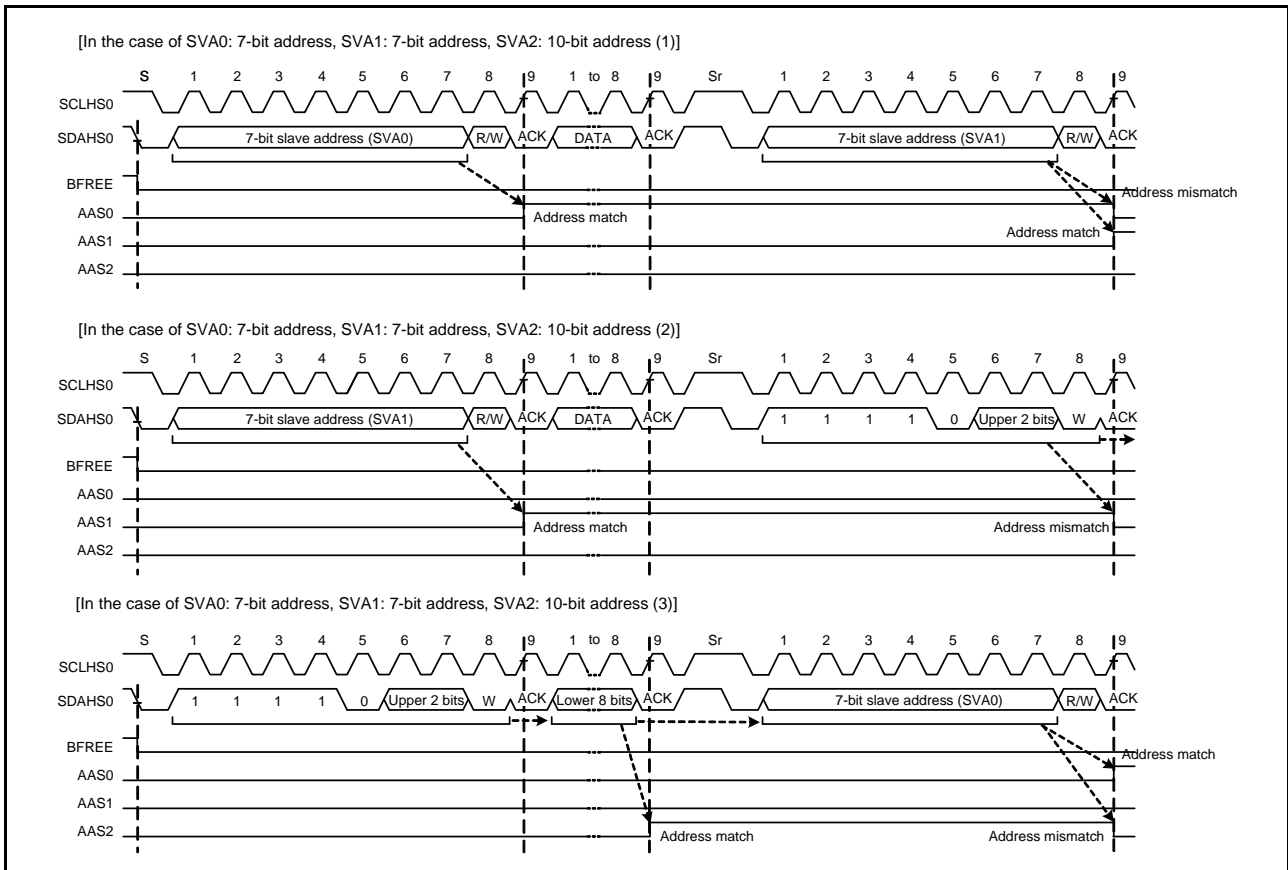 [In the case of SVA0: 7-bit address, SVA1: 7-bit address, SVA2: 10-bit address (1)]
S 1 2 3 4 5 6 7 8 9 1 to 8 9 Sr 1 2 3 4 5 6 7 8 9
SCLHS0
SDAHS0 7-bit slave address (SVA0) R/W ACK DATA ACK 7-bit slave address (SVA1) R/W ACK
BFREE
Address mismatch
AAS0
Address match
Address match
AAS1
AAS2
[In the case of SVA0: 7-bit address, SVA1: 7-bit address, SVA2: 10-bit address (2)]
S 1 2 3 4 5 6 7 8 9 1 to 8 9 Sr 1 2 3 4 5 6 7 8 9
SCLHS0
SDAHS0 7-bit slave address (SVA1) R/W ACK DATA ACK 1 1 1 1 0 Upper 2 bits W ACK
BFREE
AAS0
AAS1
Address match Address mismatch
AAS2
[In the case of SVA0: 7-bit address, SVA1: 7-bit address, SVA2: 10-bit address (3)]
S 1 2 3 4 5 6 7 8 9 1 to 8 9 Sr 1 2 3 4 5 6 7 8 9
SCLHS0
SDAHS0 1 1 1 1 0 Upper 2 bits W ACK Lower 8 bits ACK 7-bit slave address (SVA0) R/W ACK
BFREE
Address match
AAS0
AAS1
AAS2
Address match Address mismatch